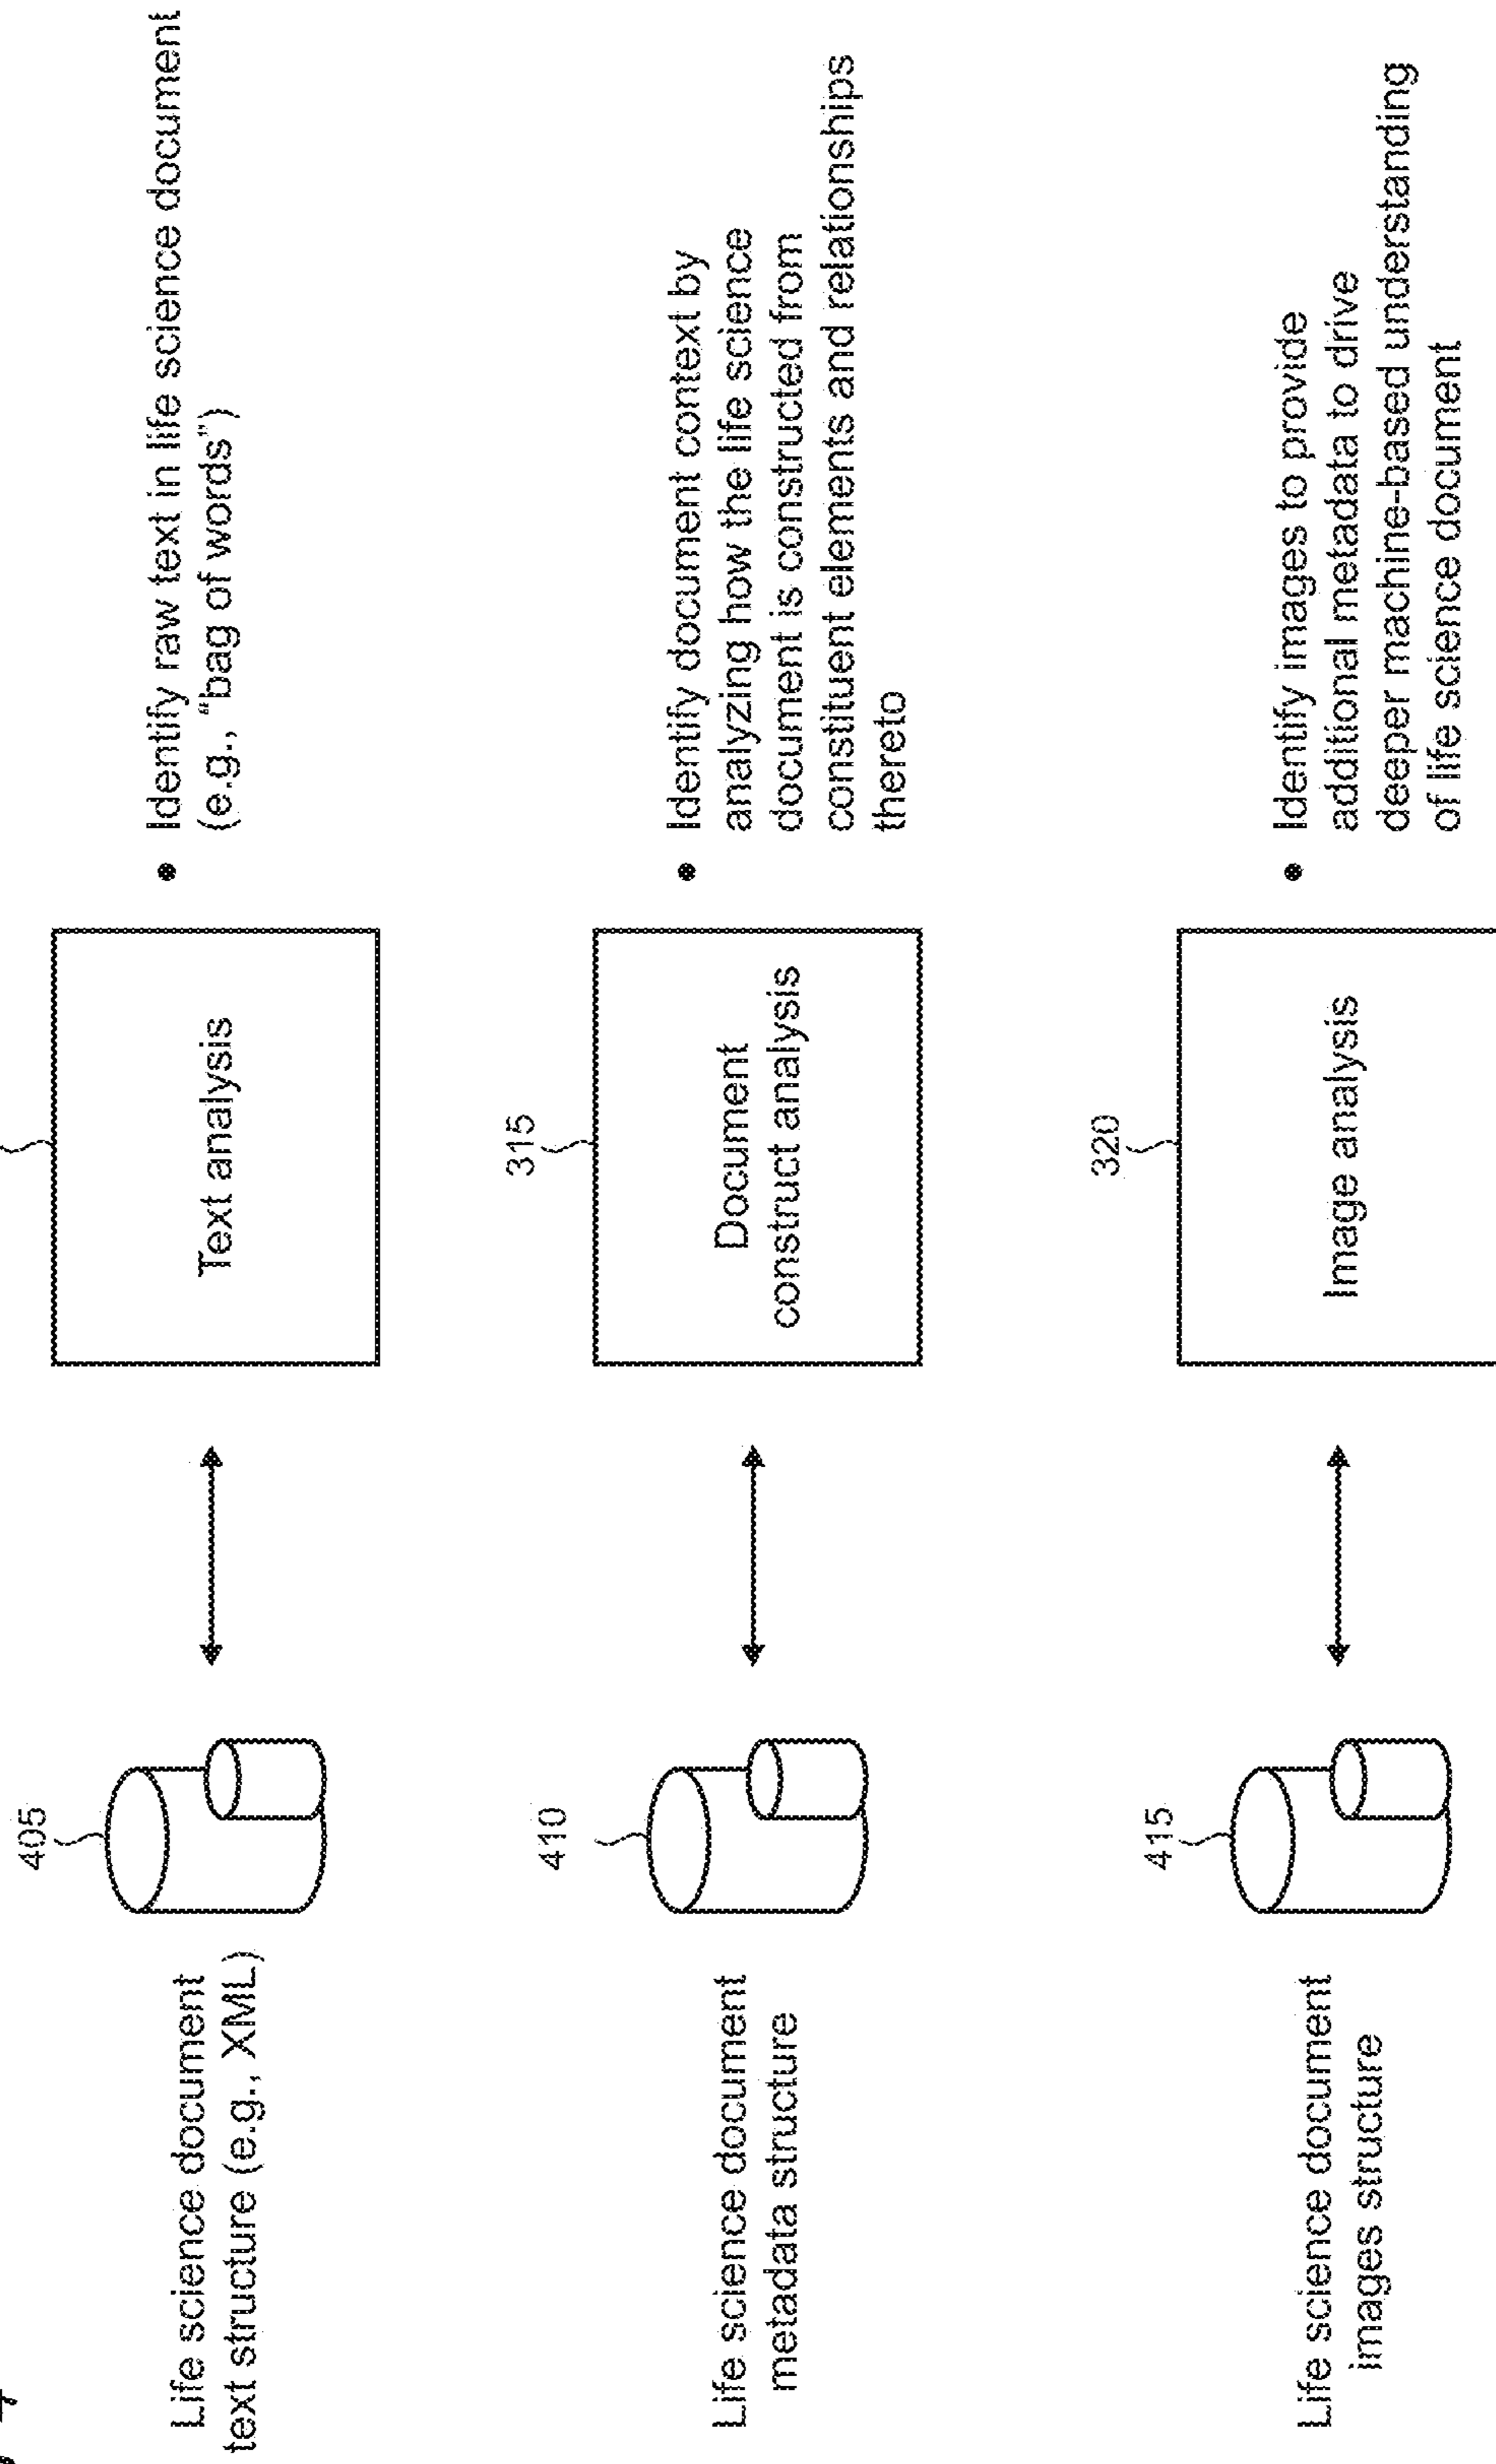 405
Life science document
text structure (e.g., XML)
Text analysis
• Identify raw text in life science document
(e.g., "bag of words")
410
Life science document
metadata structure
315
Document
construct analysis
• Identify document context by
analyzing how the life science
document is constructed from
constituent elements and relationships
thereto
415
Life science document
images structure
320
Image analysis
• Identify images to provide
additional metadata to drive
deeper machine-based understanding
of life science document